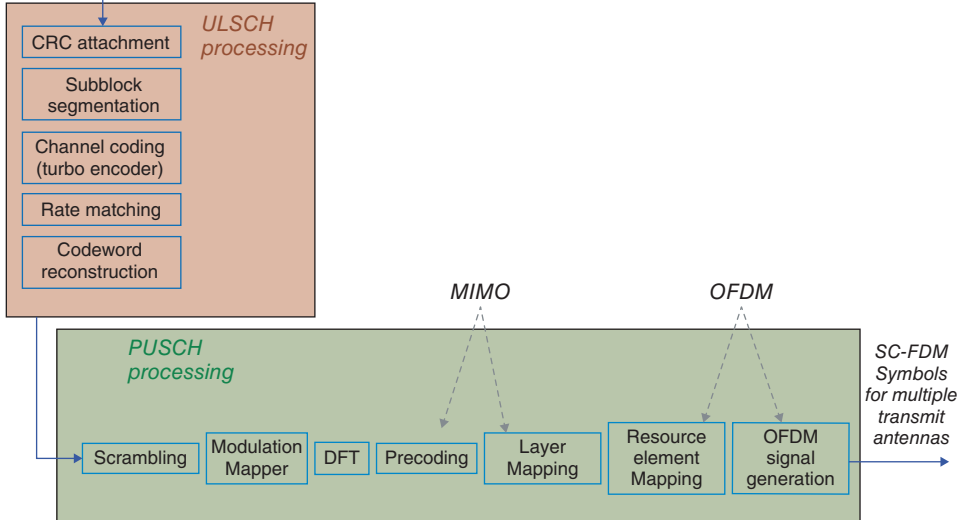 ULSCH
processing
CRC attachment
Subblock
segmentation
Channel coding
(turbo encoder)
Rate matching
Codeword
reconstruction
MIMO
OFDM
PUSCH
processing
SC-FDM
Symbols
for multiple
transmit
antennas
Scrambling
Modulation
Mapper
DFT
Precoding
Layer
Mapping
Resource
element
Mapping
OFDM
signal
generation